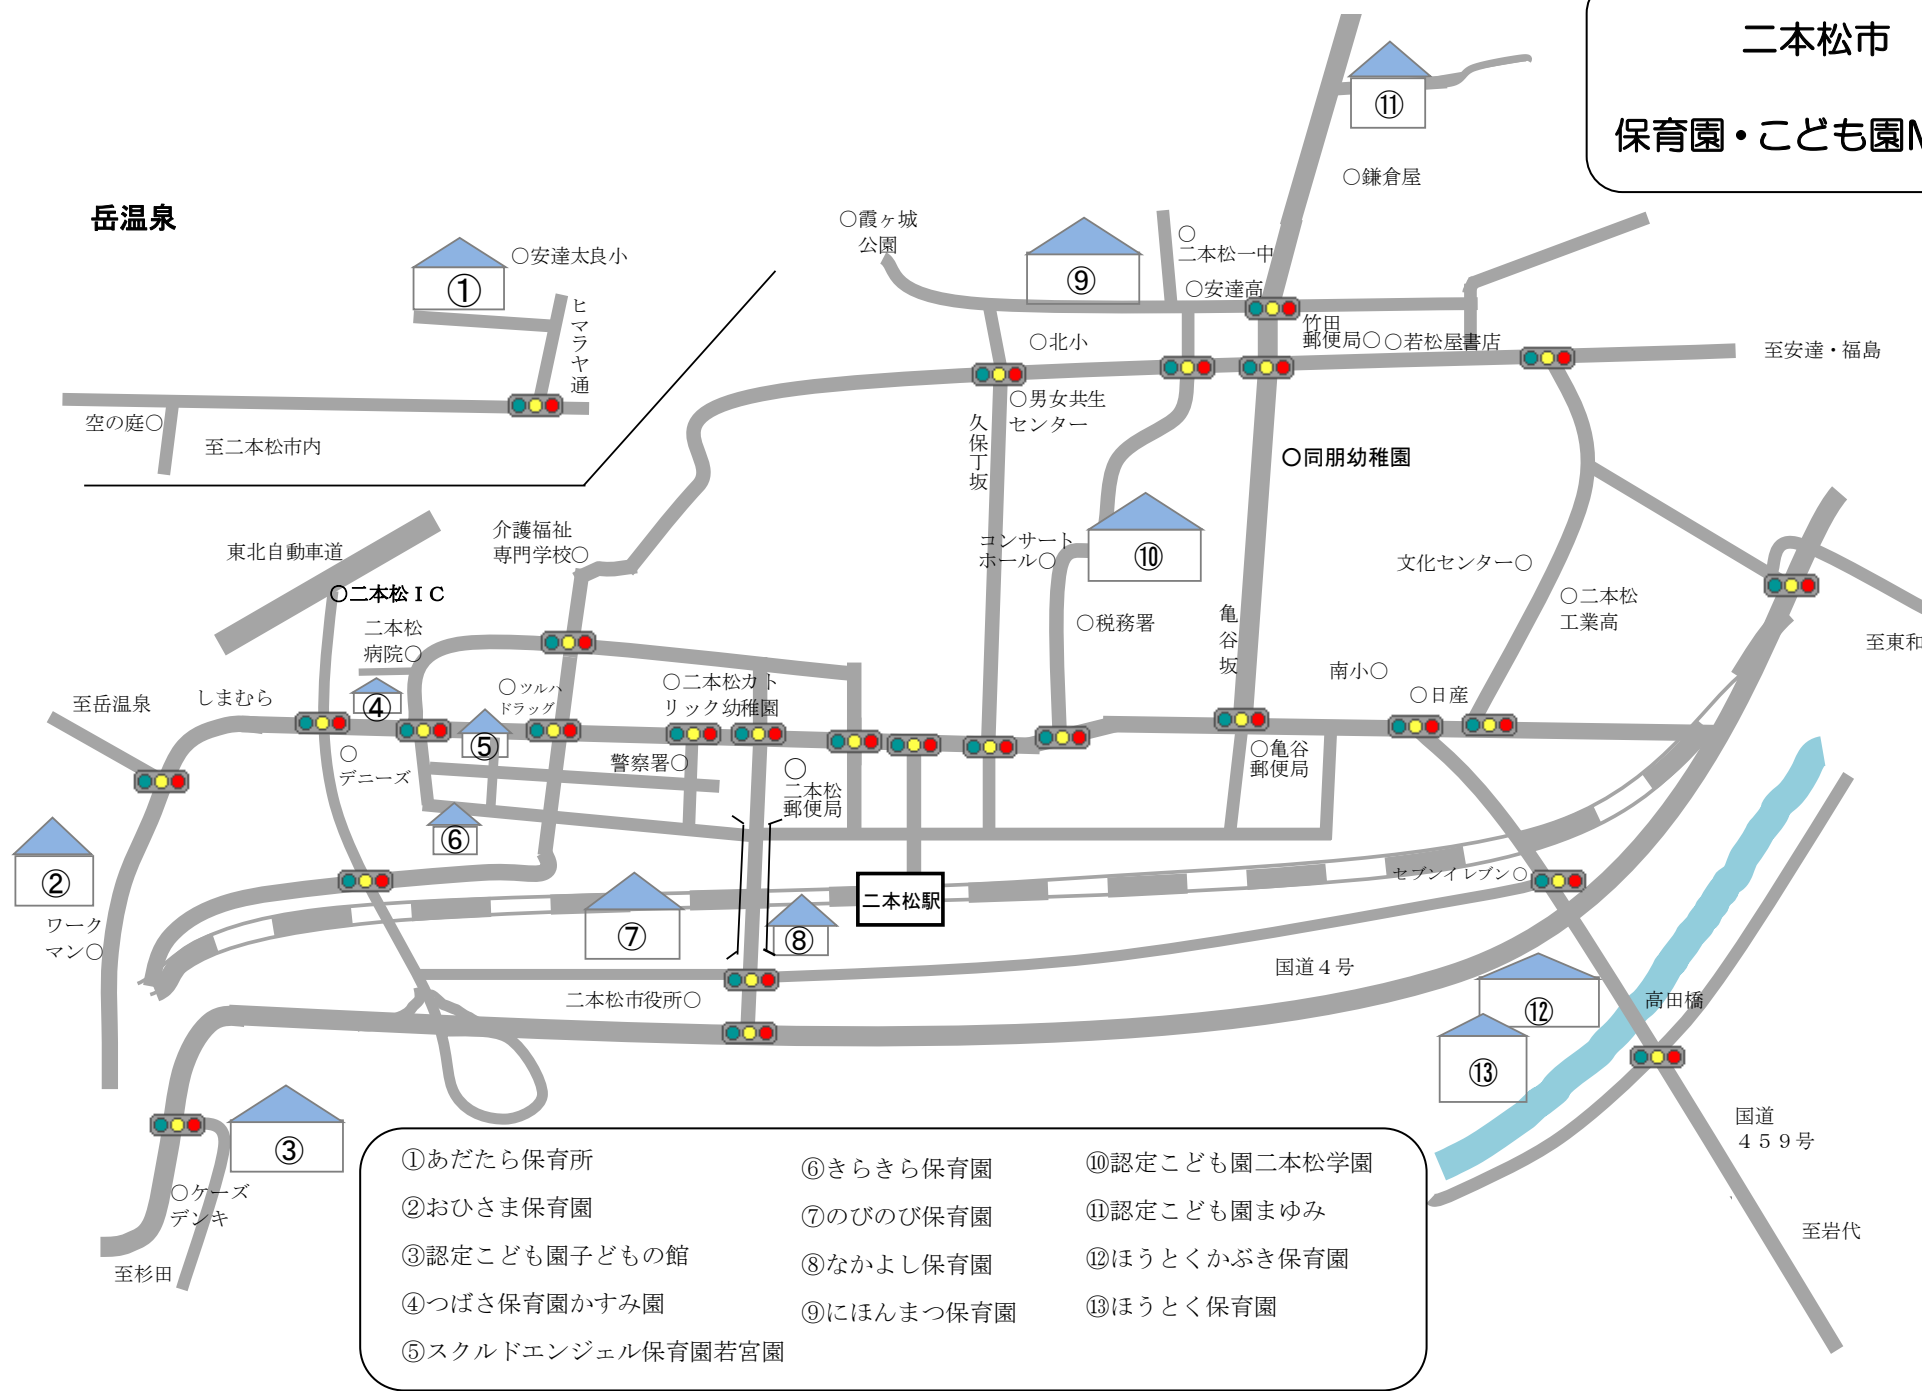 二本松市
保育園・こども園
岳温泉
①
○安達太良小
ヒマラヤ通
空の庭○
至二本松市内
○霞ヶ城
公園
⑨
○
二本松一中
○安達高
⑪
○鎌倉屋
竹田
郵便局○
○若松屋書店
至安達・福島
○北小
○男女共生
センター
久保丁坂
○同朋幼稚園
東北自動車道
○二本松ＩＣ
介護福祉
専門学校○
コンサート
ホール○
⑩
文化センター○
○二本松
工業高
至東和
二本松
病院○
④
○税務署
亀谷坂
南小○
○日産
至岳温泉
しまむら
○ツルハ
ドラッグ
○二本松カト
リック幼稚園
⑤
○
デニーズ
警察署○
○
二本松
郵便局
○亀谷
郵便局
⑥
②
ワーク
マン○
⑦
⑧
二本松駅
セブンイレブン○
国道４号
二本松市役所○
⑫
高田橋
⑬
③
○ケーズ
デンキ
至杉田
国道
４５９号
至岩代
①あだたら保育所
②おひさま保育園
③認定こども園子どもの館
④つばさ保育園かすみ園
⑤スクルドエンジェル保育園若宮園
⑥きらきら保育園
⑦のびのび保育園
⑧なかよし保育園
⑨にほんまつ保育園
⑩認定こども園二本松学園
⑪認定こども園まゆみ
⑫ほうとくかぶき保育園
⑬ほうとく保育園